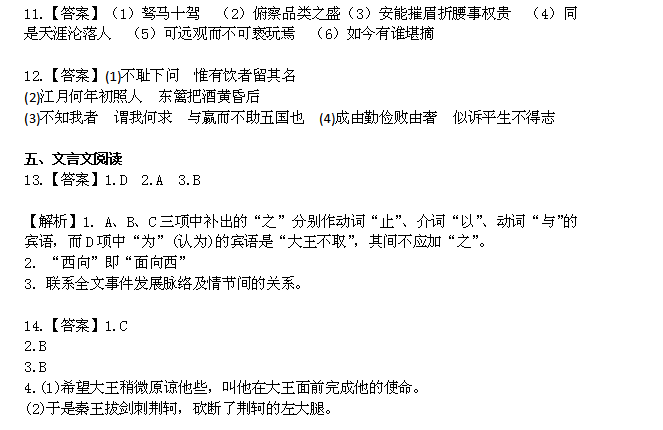 11.【答案】（1）驽马十驾　（2）俯察品类之盛（3）安能摧眉折腰事权贵　（4）同
是天涯沦落人　（5）可远观而不可亵玩焉　（6）如今有谁堪摘
12.【答案】(1)不耻下问　惟有饮者留其名
(2)江月何年初照人　东篱把酒黄昏后
(3)不知我者　谓我何求　与嬴而不助五国也　(4)成由勤俭败由奢　似诉平生不得志
五、文言文阅读
13.【答案】1.D　2.A　3.B
【解析】1. A、B、C三项中补出的“之”分别作动词“止”、介词“以”、动词“与”的
宾语，而D项中“为”(认为)的宾语是“大王不取”，其间不应加“之”。
2. “西向”即“面向西”
3. 联系全文事件发展脉络及情节间的关系。
14.【答案】1.C
2.B
3.B
4.(1)希望大王稍微原谅他些，叫他在大王面前完成他的使命。
(2)于是秦王拔剑刺荆轲，砍断了荆轲的左大腿。